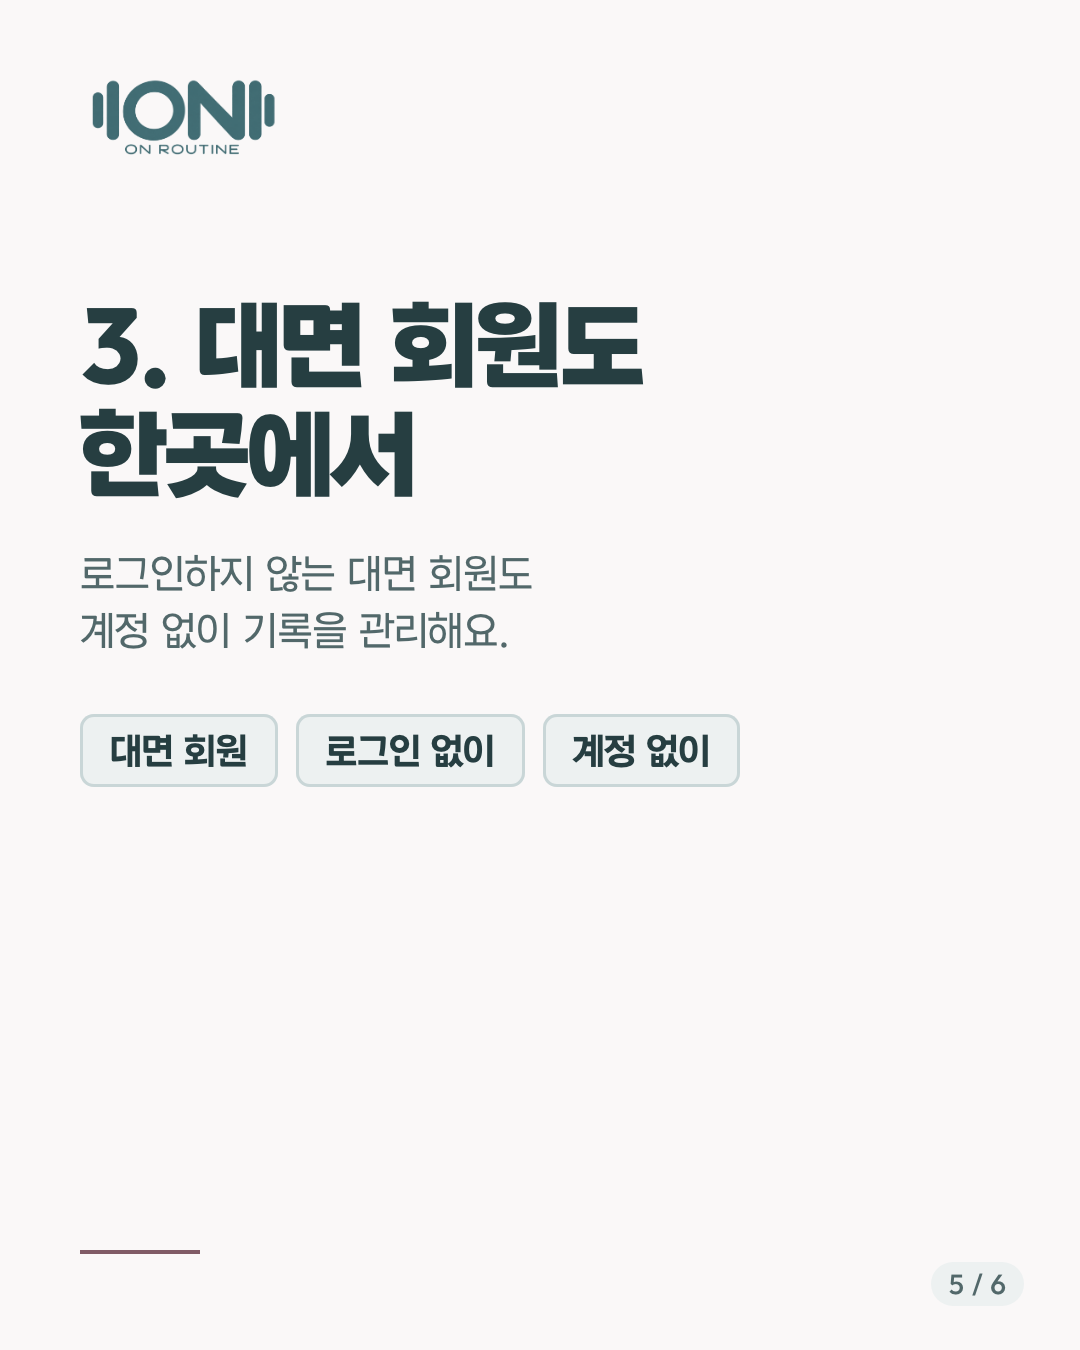 ION
ON ROUTINE
3. 대면 회원도
한곳에서
로그인하지 않는 대면 회원도
계정 없이 기록을 관리해요.
대면 회원
로그인 없이
계정 없이
5 / 6